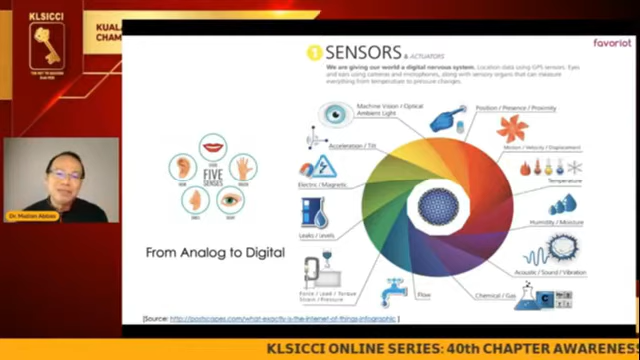 KLSICCI
KUALA
CHAM
favoriot
1 SENSORS & ACTUATORS
We are giving our world a digital nervous system. Location data using GPS sensors. Eyes
and ears using cameras and microphones, along with sensory organs that can measure
everything from temperature to pressure changes.
Machine Vision / Optical
Ambient Light
Position / Presence / Proximity
Acceleration / Tilt
Motion / Velocity / Displacement
Electric / Magnetic
Temperature
FIVE
SENSES
Leaks / Levels
Humidity / Moisture
Dr. Mazlan Abbas
From Analog to Digital
Acoustic / Sound / Vibration
Force / Load / Torque
Strain / Pressure
Flow
Chemical / Gas
[Source: http://postscapes.com/what-exactly-is-the-internet-of-things-infographic ]
KLSICCI ONLINE SERIES: 40th CHAPTER AWARENESS